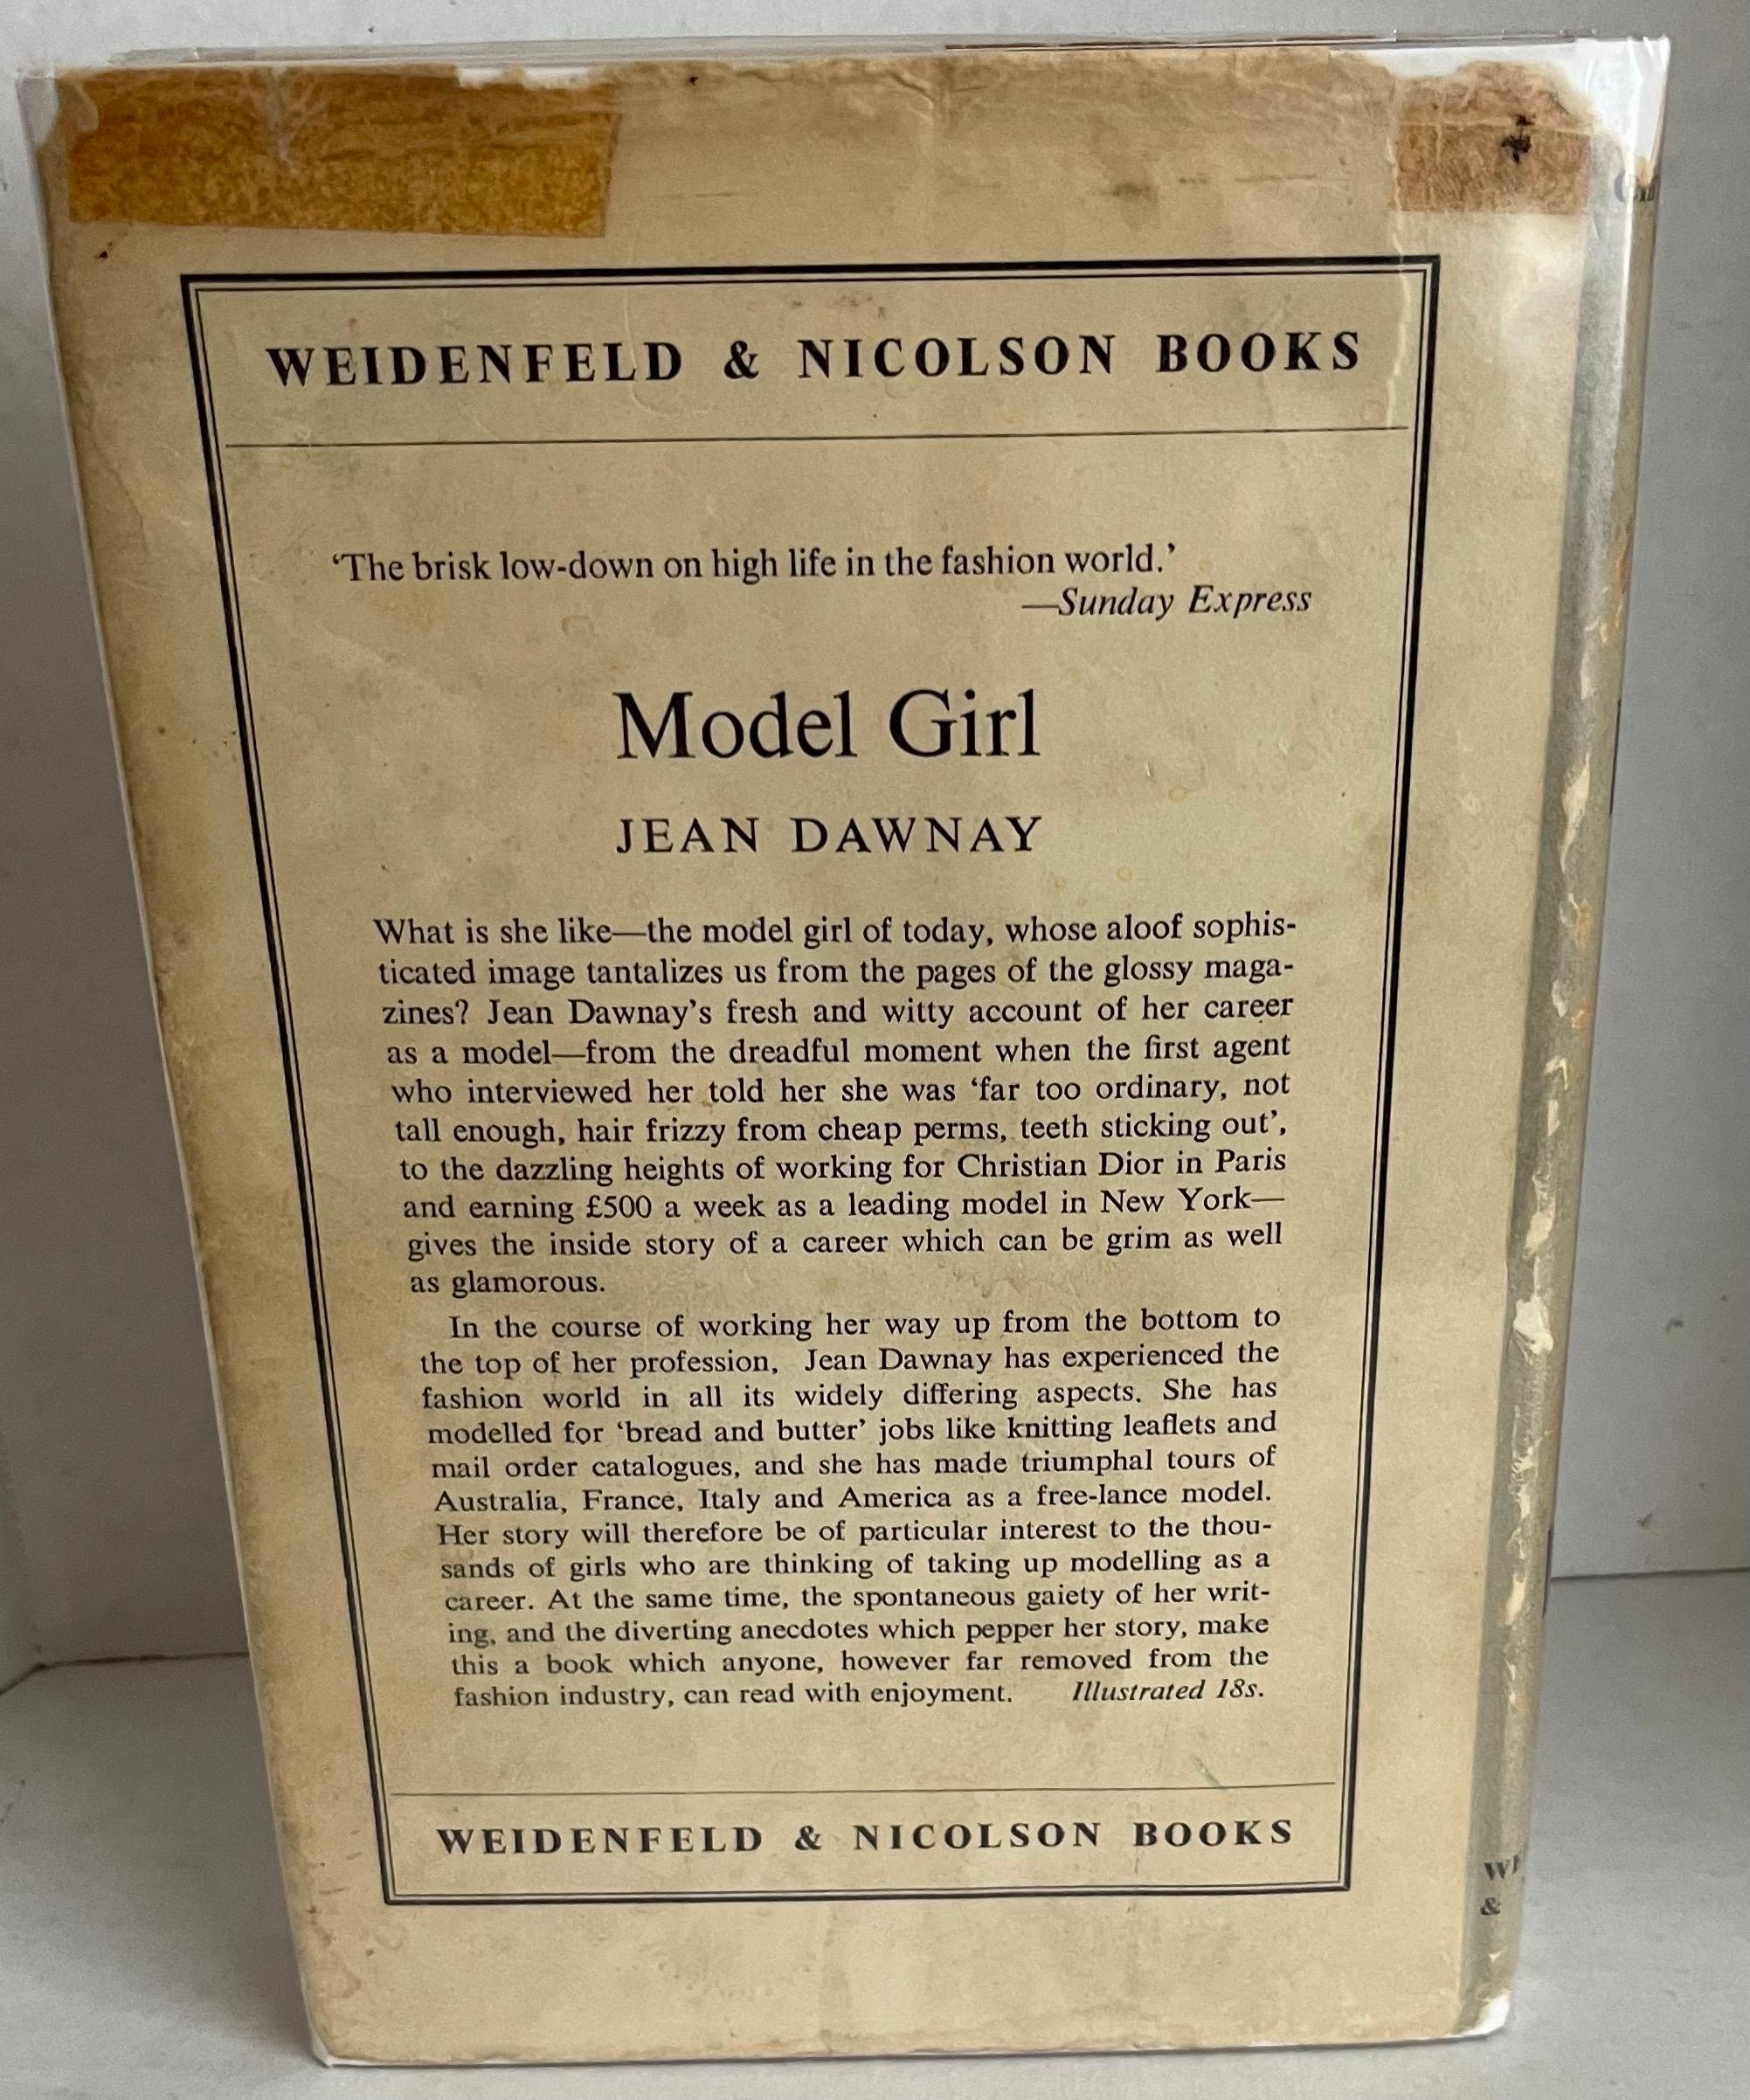 WEIDENFELD & NICOLSON BOOKS
‘The brisk low-down on high life in the fashion world.’
—Sunday Express
Model Girl
JEAN DAWNAY
What is she like—the model girl of today, whose aloof sophis-
ticated image tantalizes us from the pages of the glossy maga-
zines? Jean Dawnay’s fresh and witty account of her career
as a model—from the dreadful moment when the first agent
who interviewed her told her she was ‘far too ordinary, not
tall enough, hair frizzy from cheap perms, teeth sticking out’,
to the dazzling heights of working for Christian Dior in Paris
and earning £500 a week as a leading model in New York—
gives the inside story of a career which can be grim as well
as glamorous.
In the course of working her way up from the bottom to
the top of her profession, Jean Dawnay has experienced the
fashion world in all its widely differing aspects. She has
modelled for ‘bread and butter’ jobs like knitting leaflets and
mail order catalogues, and she has made triumphal tours of
Australia, France, Italy and America as a free-lance model.
Her story will therefore be of particular interest to the thou-
sands of girls who are thinking of taking up modelling as a
career. At the same time, the spontaneous gaiety of her writ-
ing, and the diverting anecdotes which pepper her story, make
this a book which anyone, however far removed from the
fashion industry, can read with enjoyment. Illustrated 18s.
WEIDENFELD & NICOLSON BOOKS
&